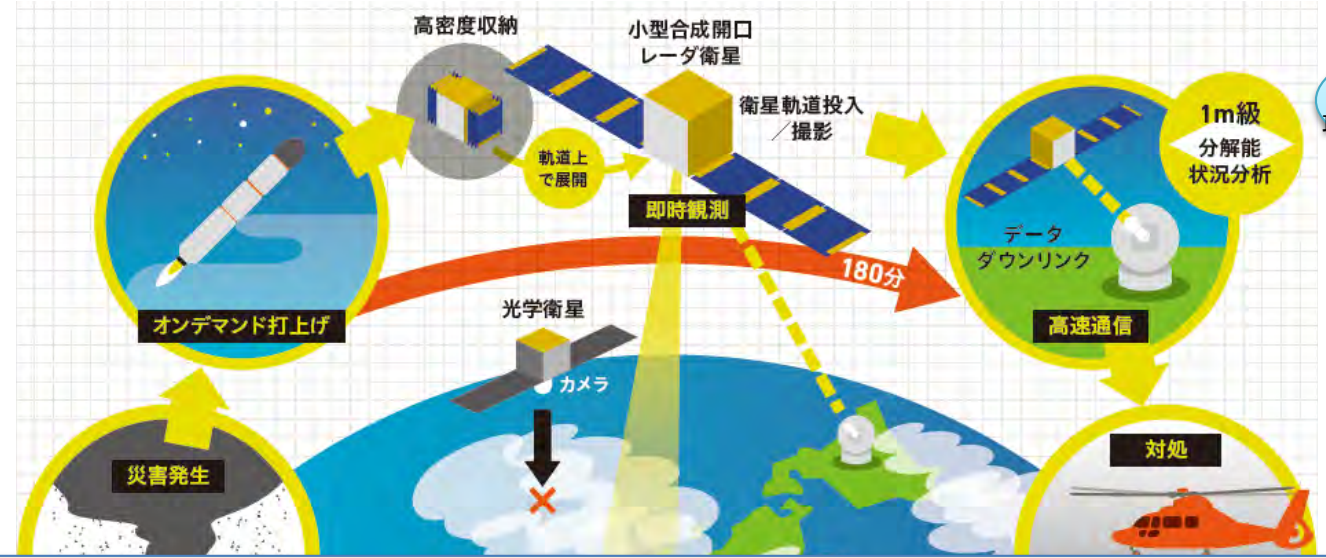 高密度収納
小型合成開口
レーダ衛星
衛星軌道投入
／撮影
軌道上
で展開
即時観測
1m級
分解能
状況分析
データ
ダウンリンク
180分
オンデマンド打上げ
高速通信
光学衛星
カメラ
災害発生
対処